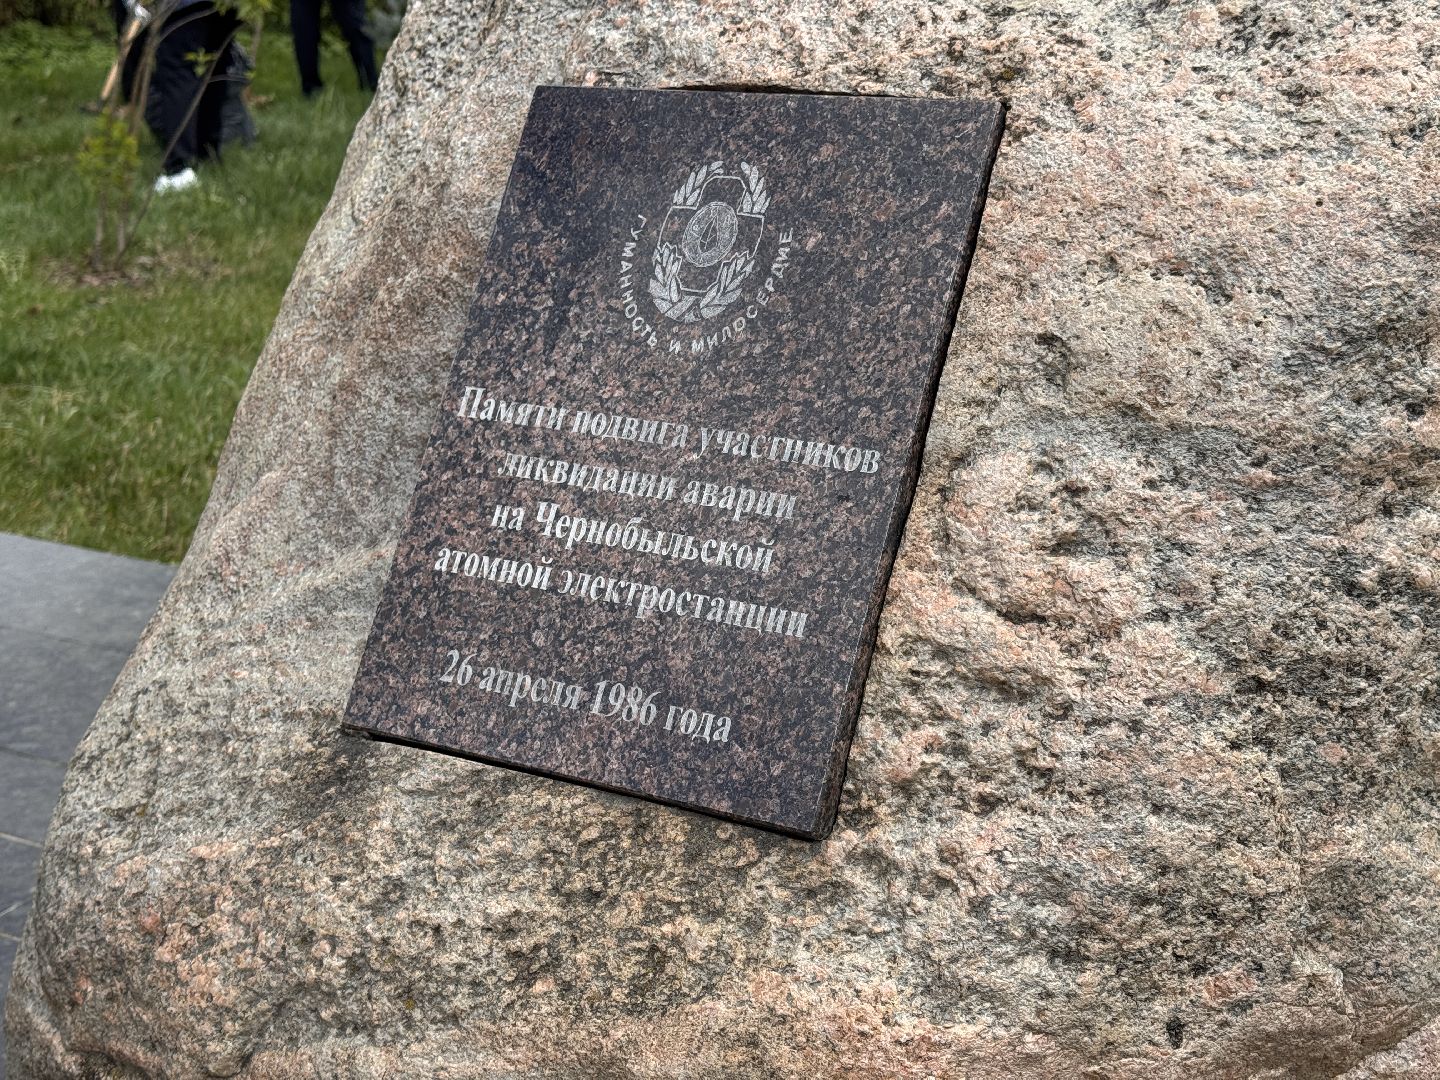 ГУМАННОСТЬ И МИЛОСЕРДИЕ
Памяти подвига участников
ликвидации аварии
на Чернобыльской
атомной электростанции
26 апреля 1986 года